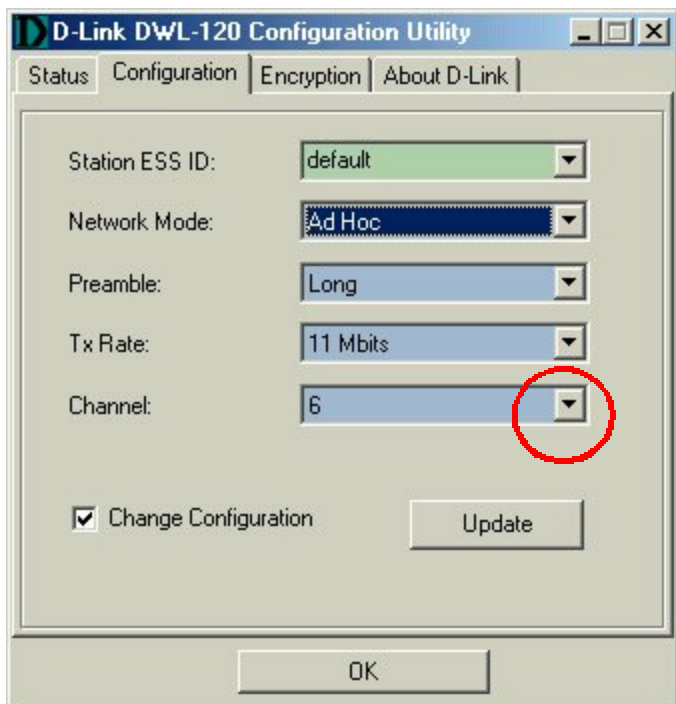 D-Link DWL-120 Configuration Utility
Status Configuration Encryption About D-Link
Station ESS ID: default
Network Mode: Ad Hoc
Preamble: Long
Tx Rate: 11 Mbits
Channel: 6
Change Configuration Update
OK